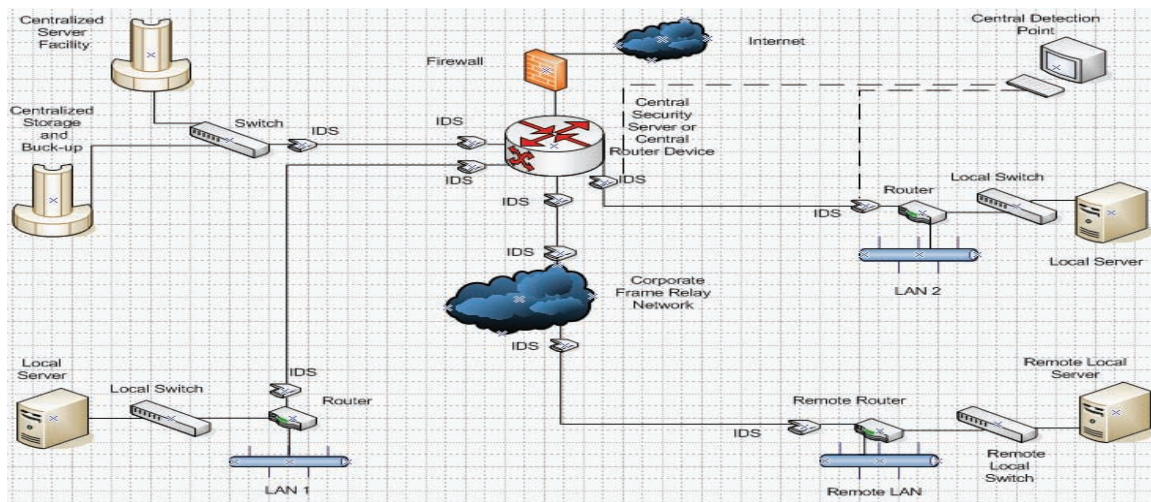 Centralized
Server
Facility
Internet
Central Detection
Point
Firewall
Centralized
Storage
and
Buck-up
Switch
IDS
IDS
IDS
Central
Security
Server or
Central
Router Device
IDS
IDS
Router
Local Switch
IDS
Local Server
LAN 2
IDS
Corporate
Frame Relay
Network
IDS
Local
Server
Local Switch
IDS
Router
LAN 1
Remote Local
Server
Remote Router
IDS
Remote
Local
Switch
Remote LAN